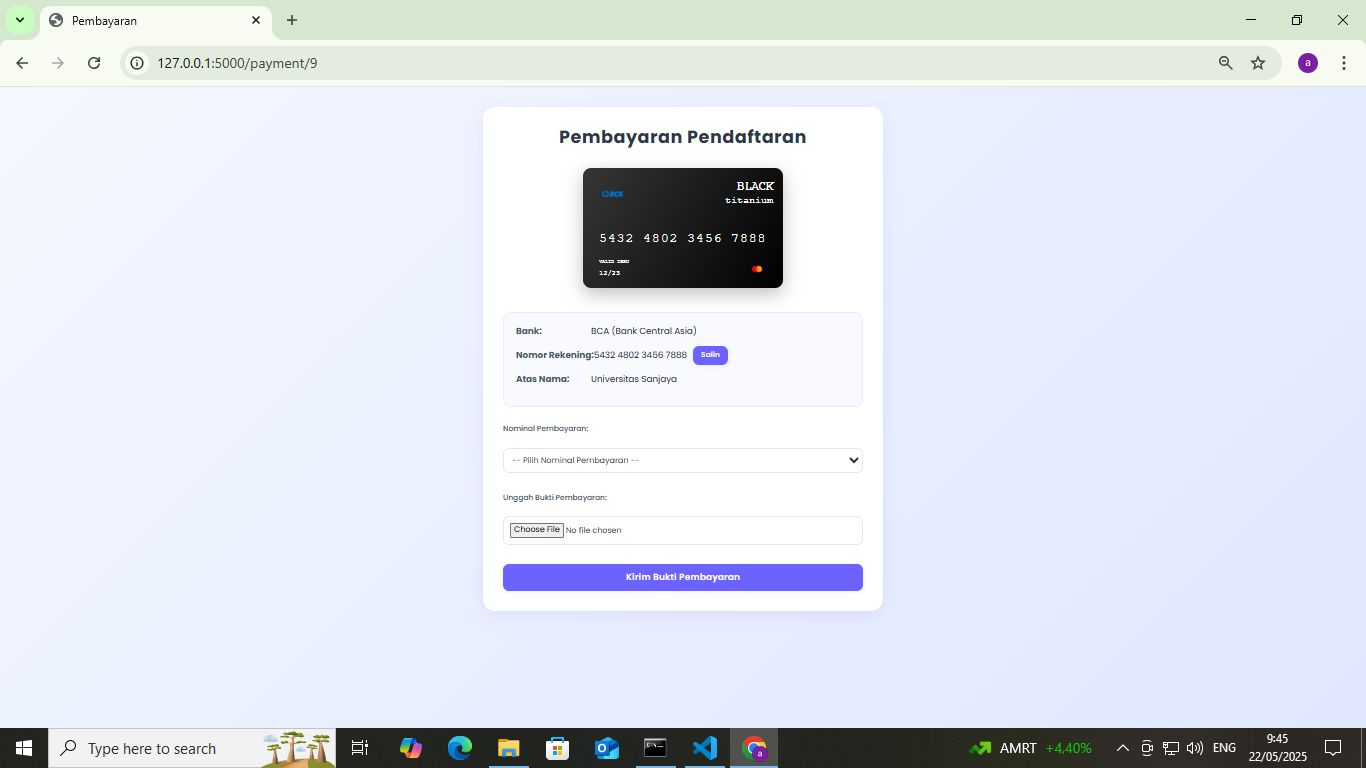 Pembayaran
127.0.0.1:5000/payment/9
a
Pembayaran Pendaftaran
BCA
BLACK
titanium
5432 4802 3456 7888
VALID THRU
12/23
Bank: BCA (Bank Central Asia)
Nomor Rekening: 5432 4802 3456 7888 Salin
Atas Nama: Universitas Sanjaya
Nominal Pembayaran:
-- Pilih Nominal Pembayaran --
Unggah Bukti Pembayaran:
Choose File No file chosen
Kirim Bukti Pembayaran
Type here to search
a
AMRT +4,40%
ENG
9:45
22/05/2025